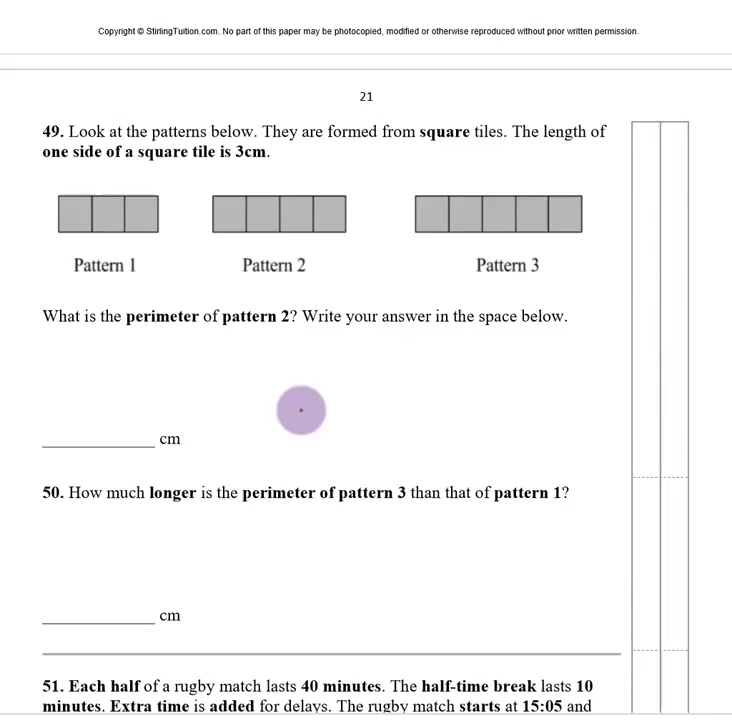 Copyright © StirlingTuition.com. No part of this paper may be photocopied, modified or otherwise reproduced without prior written permission.
21
49. Look at the patterns below. They are formed from square tiles. The length of
one side of a square tile is 3cm.
Pattern 1 Pattern 2 Pattern 3
What is the perimeter of pattern 2? Write your answer in the space below.
____________ cm
50. How much longer is the perimeter of pattern 3 than that of pattern 1?
____________ cm
51. Each half of a rugby match lasts 40 minutes. The half-time break lasts 10
minutes. Extra time is added for delays. The rugby match starts at 15:05 and